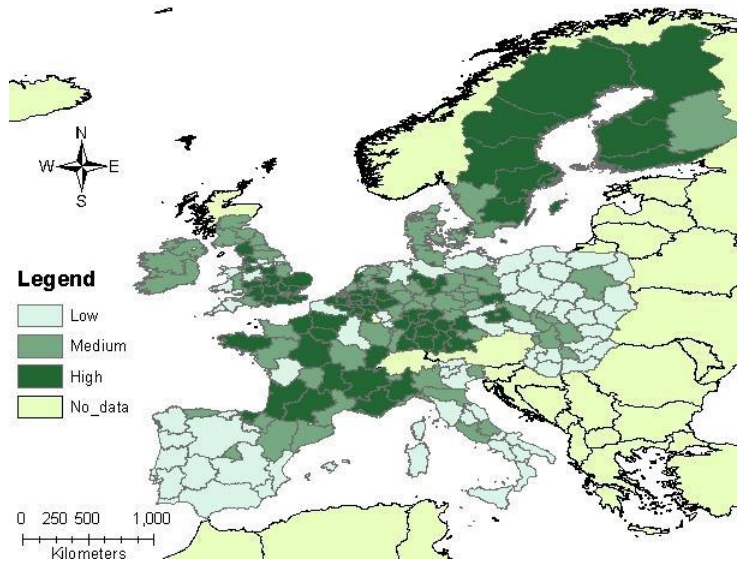 N
W E
S
Legend
Low
Medium
High
No_data
0 250 500 1,000
Kilometers